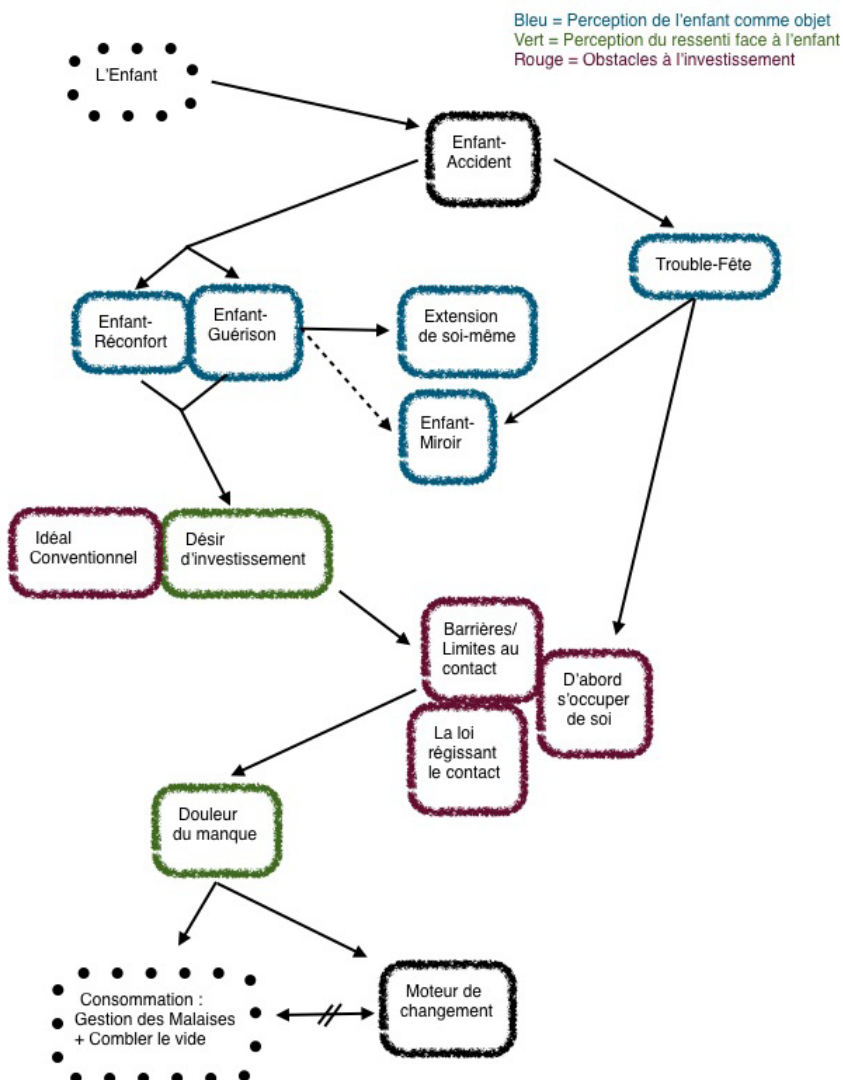 Bleu = Perception de l'enfant comme objet
Vert = Perception du ressenti face à l'enfant
Rouge = Obstacles à l'investissement
L'Enfant
Enfant-
Accident
Trouble-Fête
Enfant-
Réconfort
Enfant-
Guérison
Extension
de soi-même
Enfant-
Miroir
Idéal
Conventionnel
Désir
d'investissement
Barrières/
Limites au
contact
D'abord
s'occuper
de soi
La loi
régissant
le contact
Douleur
du manque
Consommation :
Gestion des Malaises
+ Combler le vide
Moteur de
changement